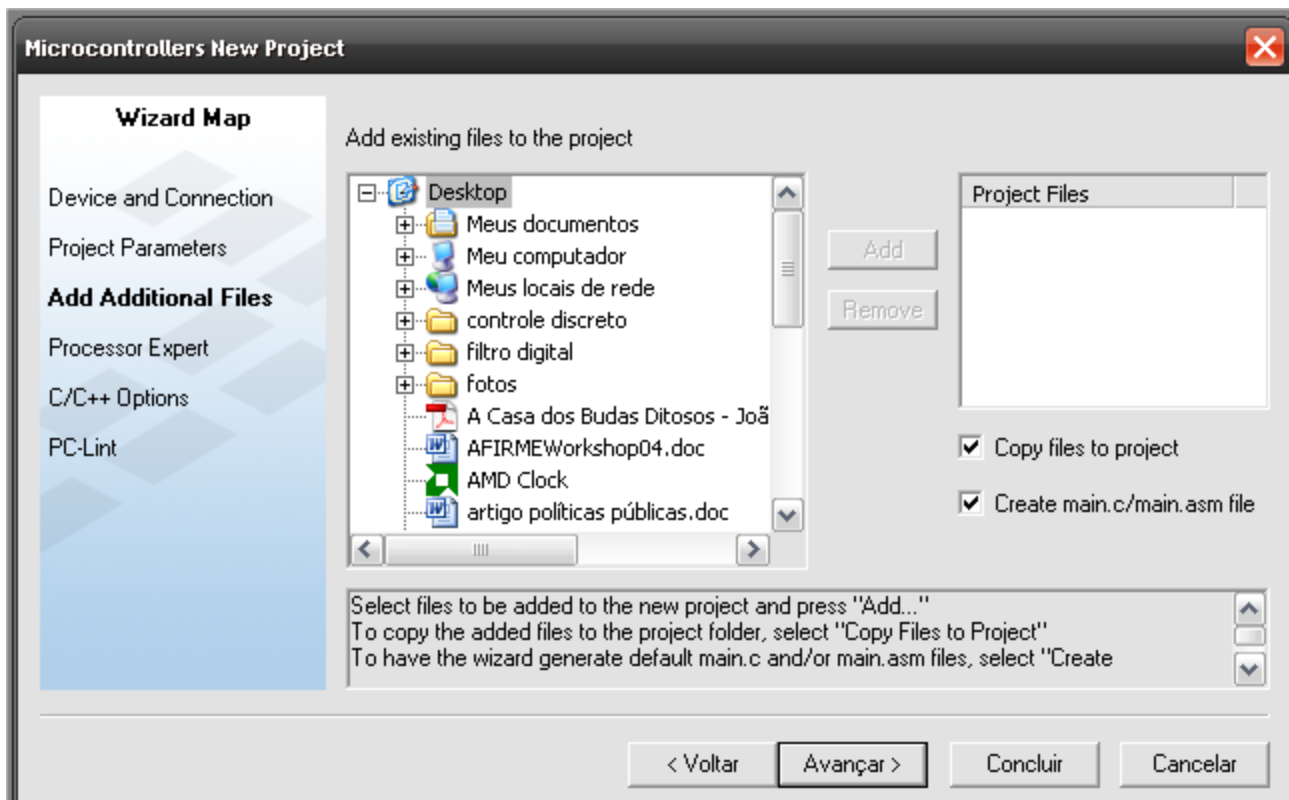 Microcontrollers New Project
Wizard Map
Device and Connection
Project Parameters
Add Additional Files
Processor Expert
C/C++ Options
PC-Lint
Add existing files to the project
Desktop
Meus documentos
Meu computador
Meus locais de rede
controle discreto
filtro digital
fotos
A Casa dos Budas Ditosos - Joã
AFIRMEWorkshop04.doc
AMD Clock
artigo políticas públicas.doc
Add
Remove
Project Files
Copy files to project
Create main.c/main.asm file
Select files to be added to the new project and press "Add..."
To copy the added files to the project folder, select "Copy Files to Project"
To have the wizard generate default main.c and/or main.asm files, select "Create
< Voltar
Avançar >
Concluir
Cancelar